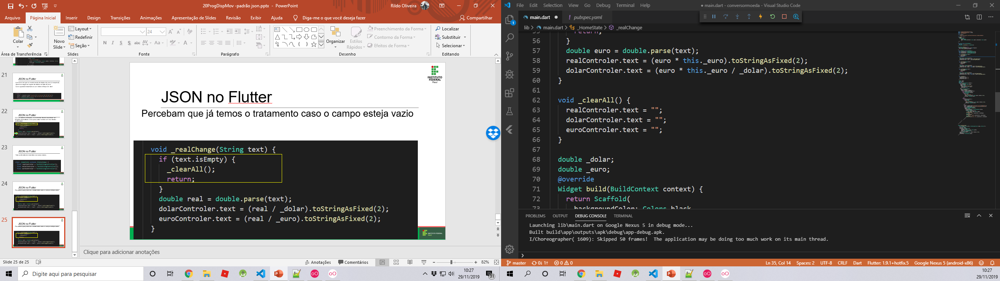 20ProgDispMov -padrão json.pptx - PowerPoint
Rildo Oliveira
Arquivo Página Inicial Inserir Design Transições Animações Apresentação de Slides Revisão Exibir Ajuda Diga-me o que você deseja fazer Compartilhar
Colar
Novo Slide
Layout
Redefinir
Seção
24
Organizar
Estilos Rápidos
Preenchimento da Forma
Contorno da Forma
Efeitos de Forma
Localizar
Substituir
Selecionar
Área de Transferência Slides Fonte Parágrafo Desenho Editando
21
JSON no Flutter
22
JSON no Flutter
23
JSON no Flutter
24
JSON no Flutter
25
JSON no Flutter
INSTITUTO
FEDERAL
Piauí
JSON no Flutter
Percebam que já temos o tratamento caso o campo esteja vazio
void _realChange(String text) {
if (text.isEmpty) {
_clearAll();
return;
}
double real = double.parse(text);
dolarControler.text = (real / _dolar).toStringAsFixed(2);
euroControler.text = (real / _euro).toStringAsFixed(2);
}
INSTITUTO FEDERAL
Piauí
Clique para adicionar anotações
Slide 25 de 25
Anotações Comentários 82%
Digite aqui para pesquisar
10:27
29/11/2019
31
File Edit Selection View Go Debug Terminal Help
● main.dart - conversormoeda - Visual Studio Code
main.dart ● ! pubspec.yaml
lib > main.dart > _HomeState > _realChange
1
55 return;
56 }
57 double euro = double.parse(text);
58 realControler.text = (euro * this._euro).toStringAsFixed(2);
59 dolarControler.text = (euro * this._euro / _dolar).toStringAsFixed(2);
60 }
61
62 void _clearAll() {
63 realControler.text = "";
64 dolarControler.text = "";
65 euroControler.text = "";
66 }
67
68 double _dolar;
69 double _euro;
70 @override
71 Widget build(BuildContext context) {
72 return Scaffold(
73 backgroundColor: Colors.black,
PROBLEMS OUTPUT DEBUG CONSOLE TERMINAL
Launching lib\main.dart on Google Nexus 5 in debug mode...
Built build\app\outputs\apk\debug\app-debug.apk.
I/Choreographer( 1609): Skipped 50 frames!  The application may be doing too much work on its main thread.
master 0↓ 1↑ 0 0
Ln 35, Col 14 Spaces: 2 UTF-8 CRLF Dart Flutter: 1.9.1+hotfix.5 Google Nexus 5 (android-x86)
10:27
29/11/2019